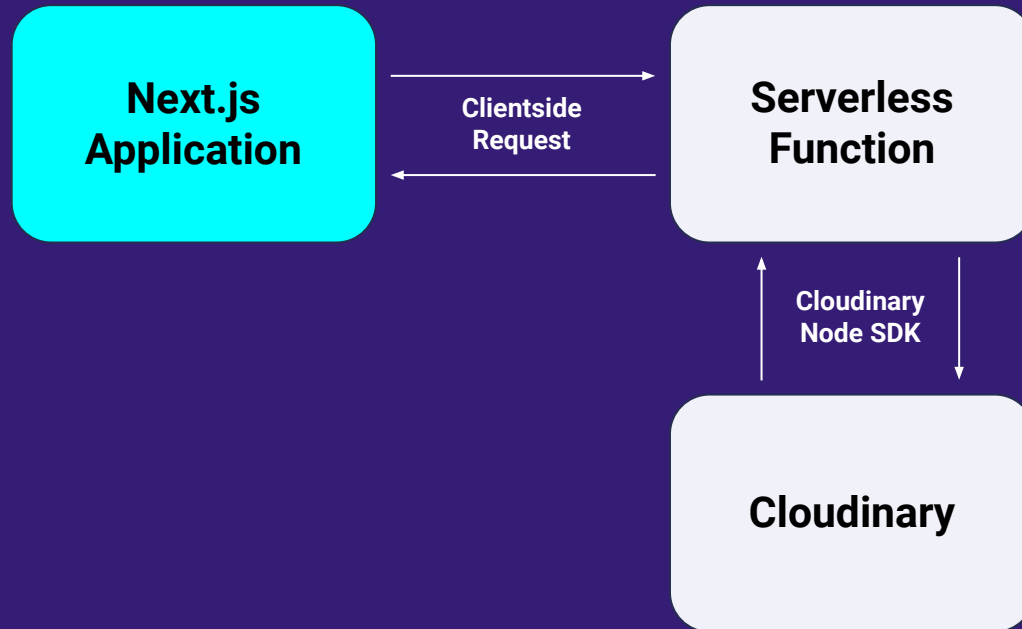 Next.js
Application
Clientside
Request
Serverless
Function
Cloudinary
Node SDK
Cloudinary